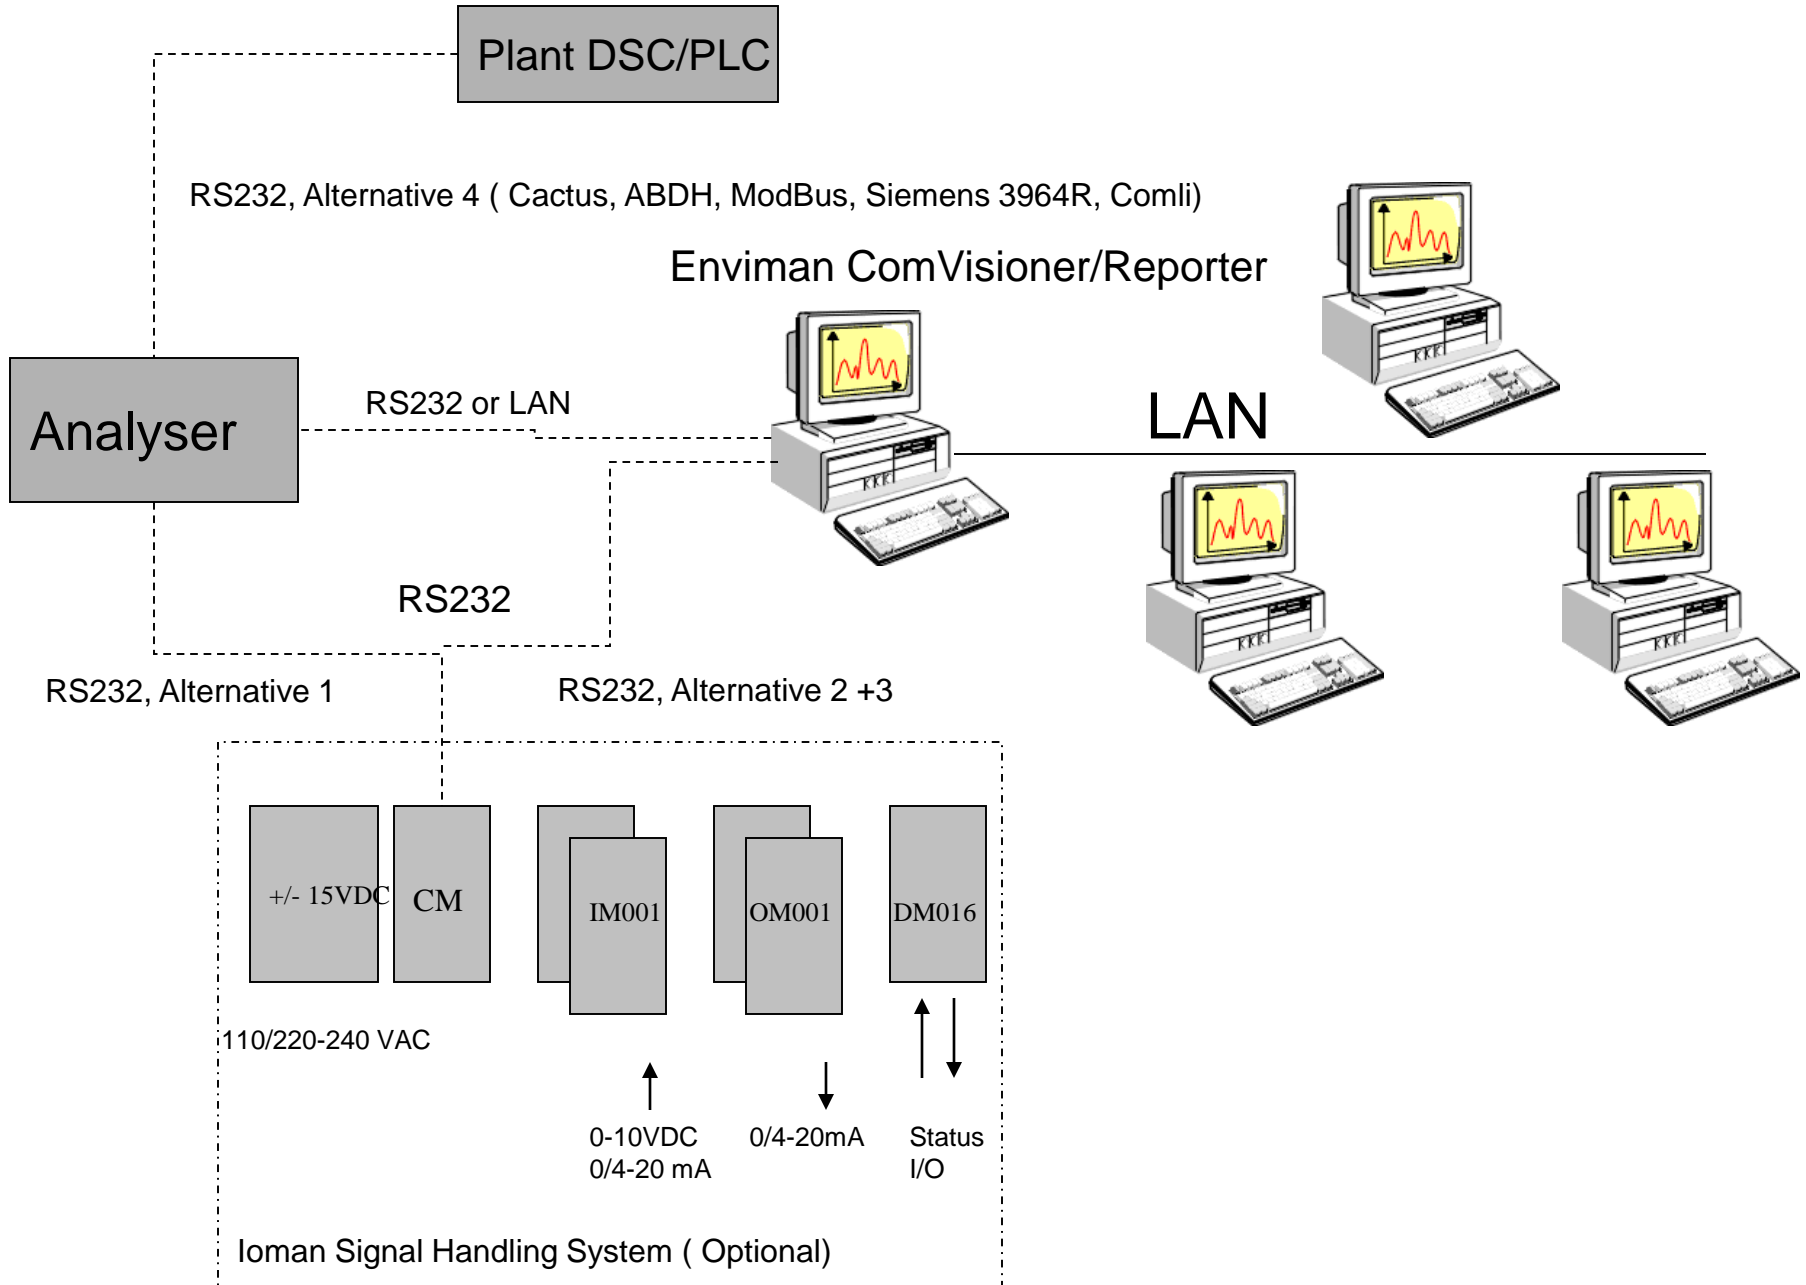 Plant DSC/PLC
RS232, Alternative 4 ( Cactus, ABDH, ModBus, Siemens 3964R, Comli)
Enviman ComVisioner/Reporter
RS232 or LAN
LAN
Analyser
RS232
RS232, Alternative 1
RS232, Alternative 2 +3
+/- 15VDC
CM
IM001
OM001
DM016
110/220-240 VAC
0-10VDC
0/4-20 mA
0/4-20mA
Status
I/O
Ioman Signal Handling System ( Optional)